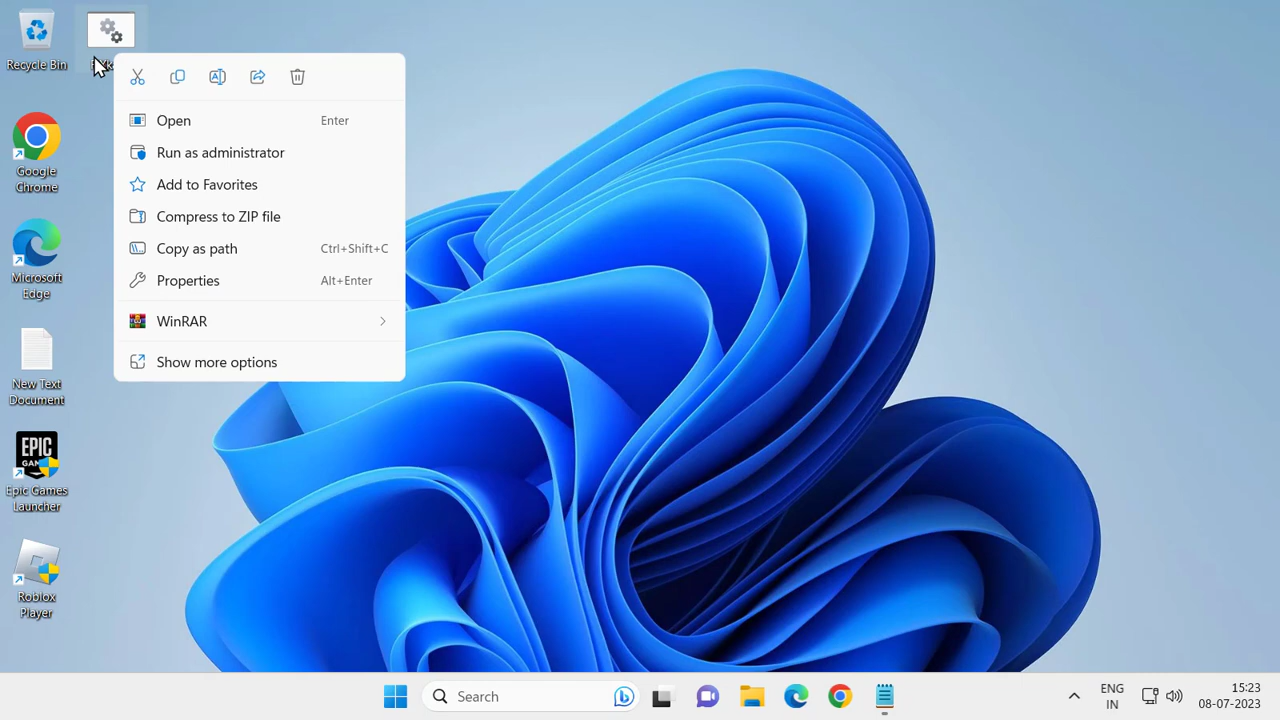 Recycle Bin
Google
Chrome
Microsoft
Edge
New Text
Document
EPIC
Epic Games
Launcher
Roblox
Player
Open Enter
Run as administrator
Add to Favorites
Compress to ZIP file
Copy as path Ctrl+Shift+C
Properties Alt+Enter
WinRAR
Show more options
Search
ENG
IN
15:23
08-07-2023